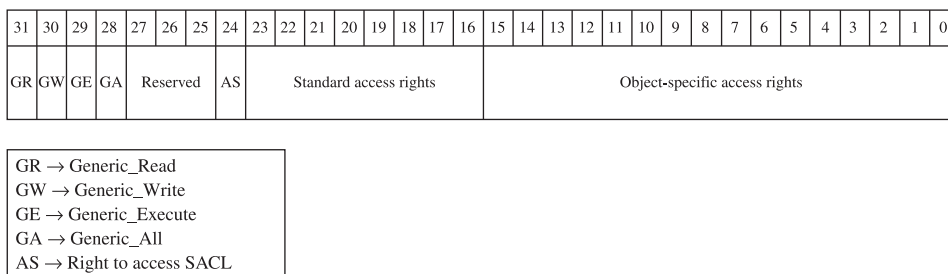 31 30 29 28 27 26 25 24 23 22 21 20 19 18 17 16 15 14 13 12 11 10 9 8 7 6 5 4 3 2 1 0
GR GW GE GA Reserved AS Standard access rights Object-specific access rights
GR → Generic_Read
GW → Generic_Write
GE → Generic_Execute
GA → Generic_All
AS → Right to access SACL